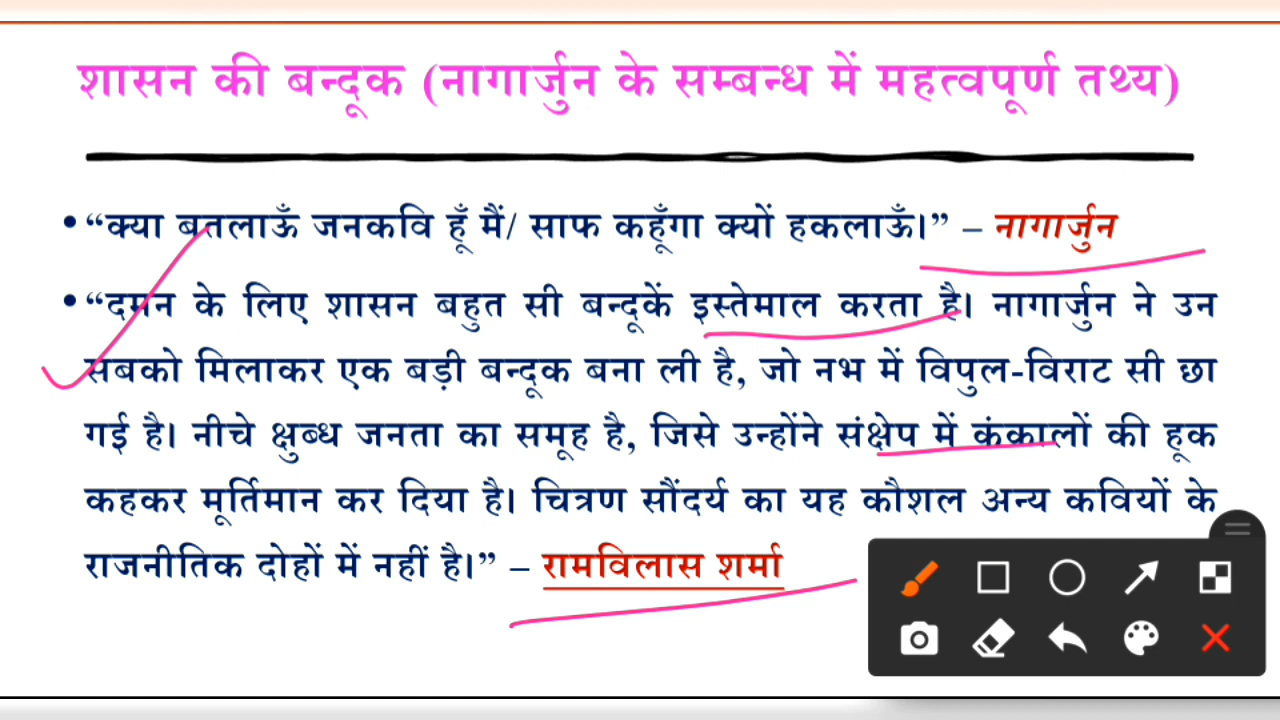 शासन की बन्दूक (नागार्जुन के सम्बन्ध में महत्वपूर्ण तथ्य)
• “क्या बतलाऊँ जनकवि हूँ मैं/ साफ कहूँगा क्यों हकलाऊँ।” – नागार्जुन
• “दमन के लिए शासन बहुत सी बन्दूकें इस्तेमाल करता है। नागार्जुन ने उन
सबको मिलाकर एक बड़ी बन्दूक बना ली है, जो नभ में विपुल-विराट सी छा
गई है। नीचे क्षुब्ध जनता का समूह है, जिसे उन्होंने संक्षेप में कंकालों की हूक
कहकर मूर्तिमान कर दिया है। चित्रण सौंदर्य का यह कौशल अन्य कवियों के
राजनीतिक दोहों में नहीं है।” – रामविलास शर्मा